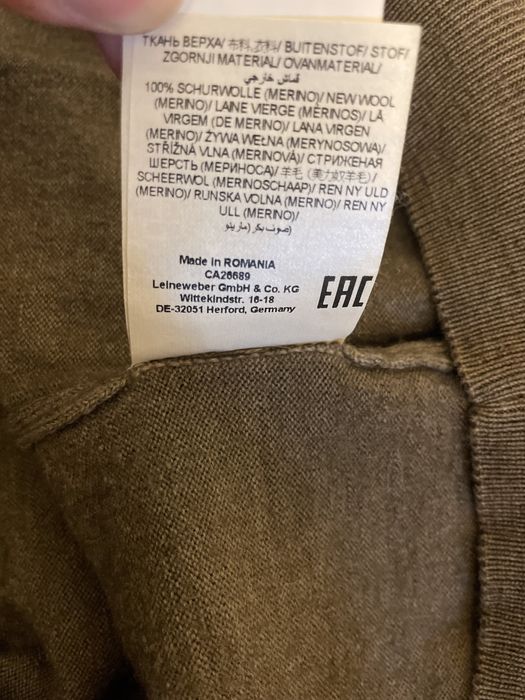 ТКАНЬ ВЕРХА/ 布料,衣料/ BUITENSTOF/ STOF/
ZGORNJI MATERIAL/ OVANMATERIAL/
قماش خارجي
100% SCHURWOLLE (MERINO)/ NEW WOOL
(MERINO)/ LAINE VIERGE (MÉRINOS)/ LÃ
VIRGEM (DE MERINO)/ LANA VIRGEN
(MERINO)/ ŻYWA WEŁNA (MERYNOSOWA)/
STŘIŽNÁ VLNA (MERINOVÁ)/ СТРИЖЕНАЯ
ШЕРСТЬ (МЕРИНОСА)/ 羊毛 (美力奴羊毛)/
SCHEERWOL (MERINOSCHAAP)/ REN NY ULD
(MERINO)/ RUNSKA VOLNA (MERINO)/ REN NY
ULL (MERINO)/
صوف بكر (مارينو)
Made in ROMANIA
CA26689
Leineweber GmbH & Co. KG
Wittekindstr. 16-18
DE-32051 Herford, Germany
EAC